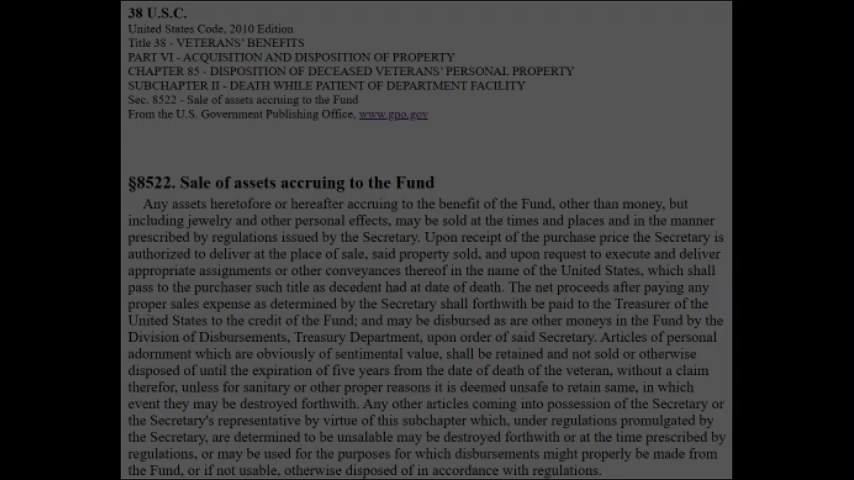 38 U.S.C.
United States Code, 2010 Edition
Title 38 - VETERANS’ BENEFITS
PART VI - ACQUISITION AND DISPOSITION OF PROPERTY
CHAPTER 85 - DISPOSITION OF DECEASED VETERANS’ PERSONAL PROPERTY
SUBCHAPTER II - DEATH WHILE PATIENT OF DEPARTMENT FACILITY
Sec. 8522 - Sale of assets accruing to the Fund
From the U.S. Government Publishing Office, www.gpo.gov
§8522. Sale of assets accruing to the Fund
Any assets heretofore or hereafter accruing to the benefit of the Fund, other than money, but
including jewelry and other personal effects, may be sold at the times and places and in the manner
prescribed by regulations issued by the Secretary. Upon receipt of the purchase price the Secretary is
authorized to deliver at the place of sale, said property sold, and upon request to execute and deliver
appropriate assignments or other conveyances thereof in the name of the United States, which shall
pass to the purchaser such title as decedent had at date of death. The net proceeds after paying any
proper sales expense as determined by the Secretary shall forthwith be paid to the Treasurer of the
United States to the credit of the Fund; and may be disbursed as are other moneys in the Fund by the
Division of Disbursements, Treasury Department, upon order of said Secretary. Articles of personal
adornment which are obviously of sentimental value, shall be retained and not sold or otherwise
disposed of until the expiration of five years from the date of death of the veteran, without a claim
therefor, unless for sanitary or other proper reasons it is deemed unsafe to retain same, in which
event they may be destroyed forthwith. Any other articles coming into possession of the Secretary or
the Secretary's representative by virtue of this subchapter which, under regulations promulgated by
the Secretary, are determined to be unsalable may be destroyed forthwith or at the time prescribed by
regulations, or may be used for the purposes for which disbursements might properly be made from
the Fund, or if not usable, otherwise disposed of in accordance with regulations.